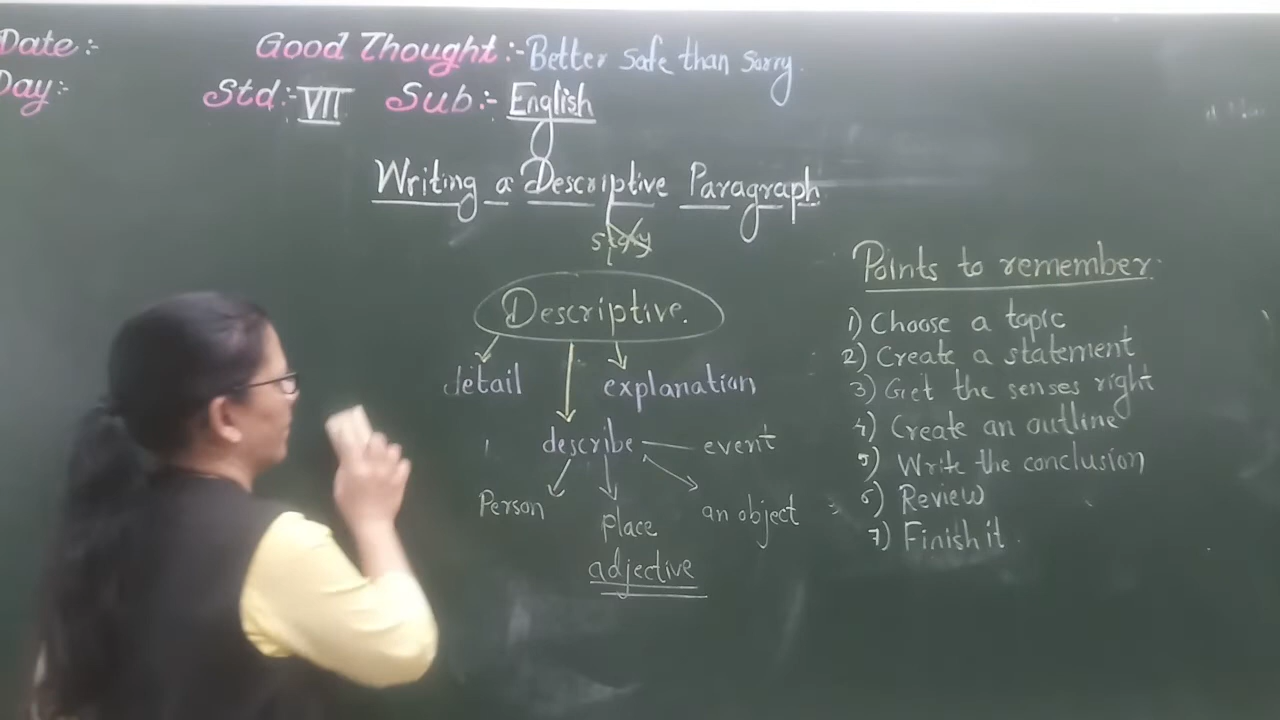 Date:-
Good Thought:- Better safe than sorry.
Day:-
Std:- VII Sub:- English
Writing a Descriptive Paragraph
story
Descriptive.
detail
explanation
describe
event
Person
place
an object
adjective
Points to remember
1) Choose a topic
2) Create a statement
3) Get the senses right
4) Create an outline
5) Write the conclusion
6) Review
7) Finish it.